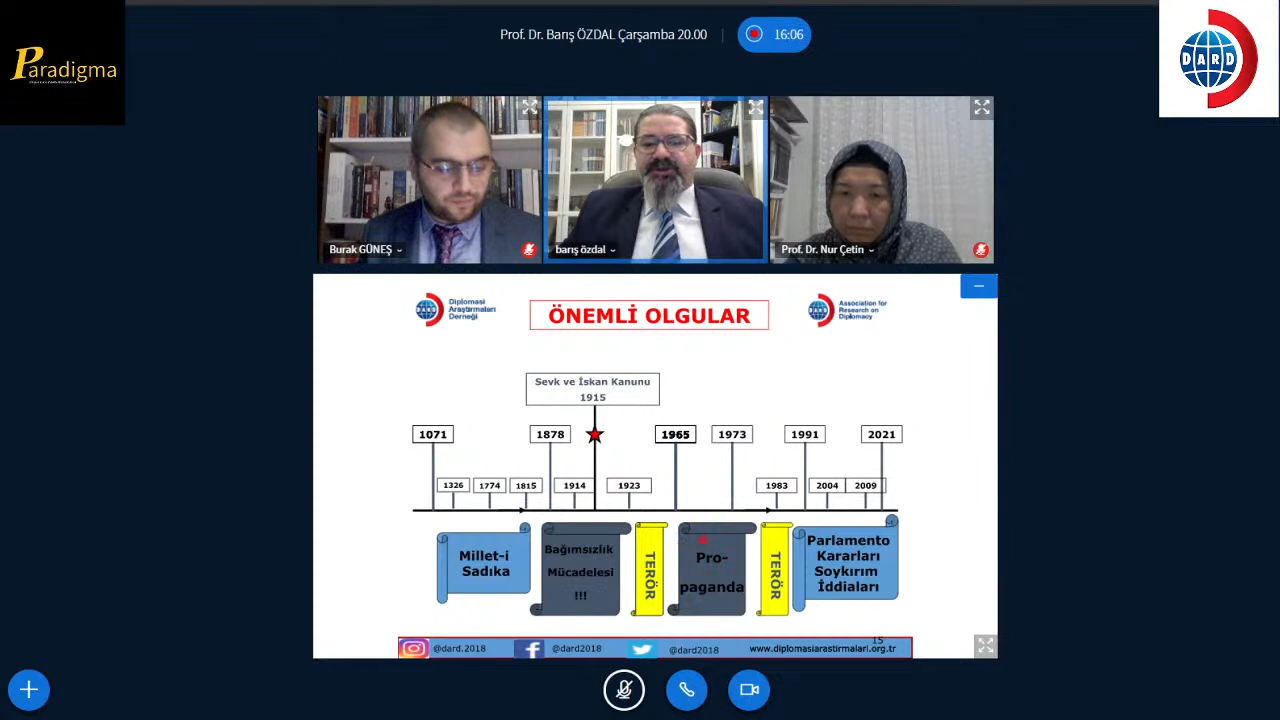 Prof. Dr. Barış ÖZDAL Çarşamba 20.00
16:06
Paradigma
DARD
Burak GÜNEŞ
barış özdal
Prof. Dr. Nur Çetin
DARD
Diplomasi
Araştırmaları
Derneği
ÖNEMLİ OLGULAR
DARD
Association for
Research on
Diplomacy
Sevk ve İskan Kanunu
1915
1071
1878
1965
1973
1991
2021
1326
1774
1815
1914
1923
1983
2004
2009
Millet-i
Sadıka
Bağımsızlık
Mücadelesi
!!!
TERÖR
Pro-
paganda
TERÖR
Parlamento
Kararları
Soykırım
İddiaları
15
@dard.2018
@dard2018
@dard2018
www.diplomasiarastirmalari.org.tr